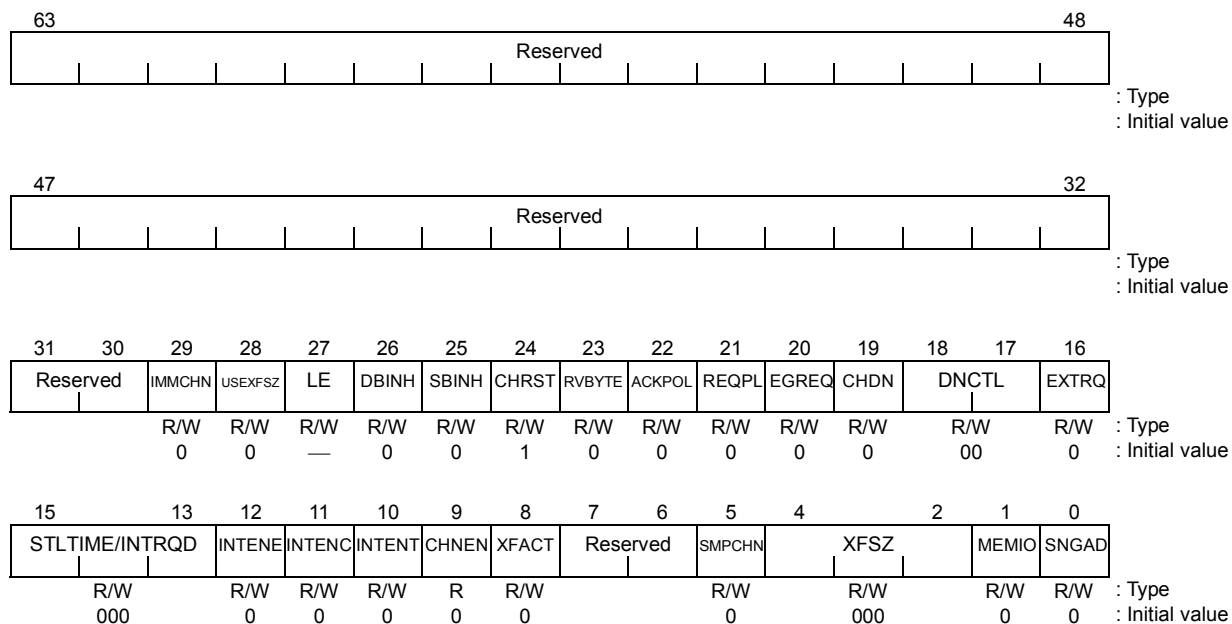 63 48
Reserved
: Type
: Initial value
47 32
Reserved
: Type
: Initial value
31 30 29 28 27 26 25 24 23 22 21 20 19 18 17 16
Reserved IMMCHN USEXFSZ LE DBINH SBINH CHRST RVBYTE ACKPOL REQPL EGREQ CHDN DNCTL EXTRQ
R/W R/W R/W R/W R/W R/W R/W R/W R/W R/W R/W R/W R/W : Type
0 0 — 0 0 1 0 0 0 0 0 00 0 : Initial value
15 13 12 11 10 9 8 7 6 5 4 2 1 0
STLTIME/INTRQD INTENE INTENC INTENT CHNEN XFACT Reserved SMPCHN XFSZ MEMIO SNGAD
R/W R/W R/W R/W R R/W R/W R/W R/W R/W : Type
000 0 0 0 0 0 0 000 0 0 : Initial value